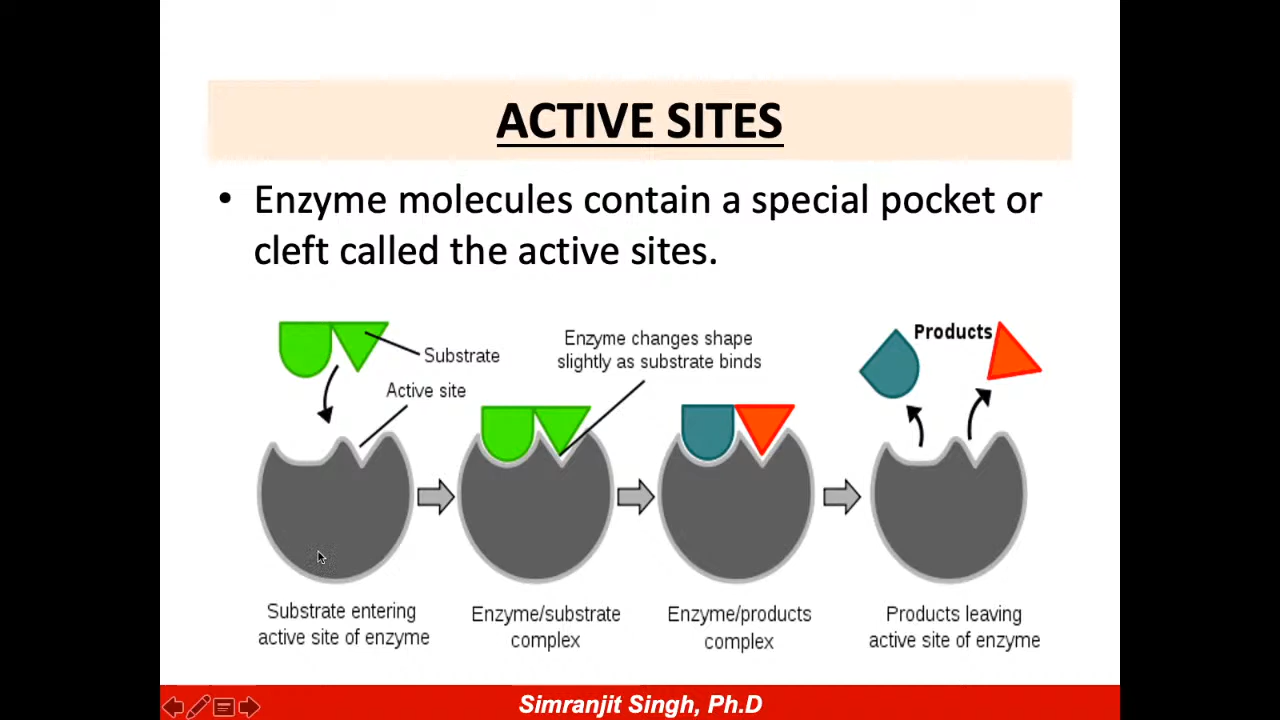 ACTIVE SITES
• Enzyme molecules contain a special pocket or
cleft called the active sites.
Substrate
Active site
Enzyme changes shape
slightly as substrate binds
Products
Substrate entering
active site of enzyme
Enzyme/substrate
complex
Enzyme/products
complex
Products leaving
active site of enzyme
Simranjit Singh, Ph.D